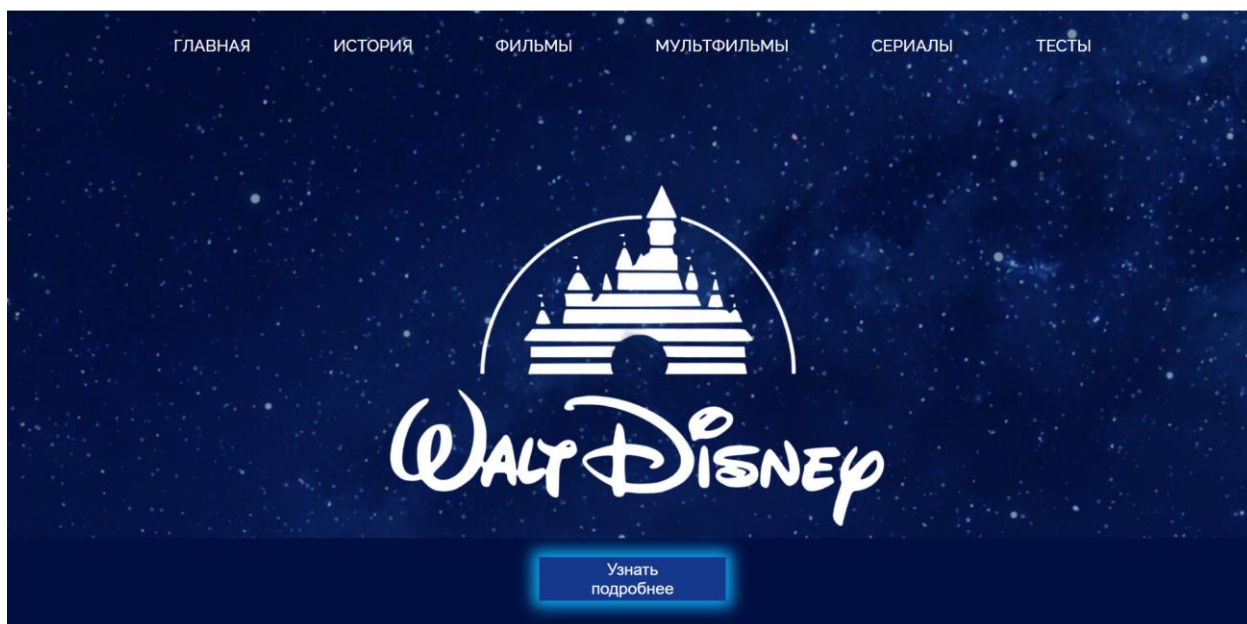 ГЛАВНАЯ ИСТОРИЯ ФИЛЬМЫ МУЛЬТФИЛЬМЫ СЕРИАЛЫ ТЕСТЫ
WALT DISNEY
Узнать
подробнее